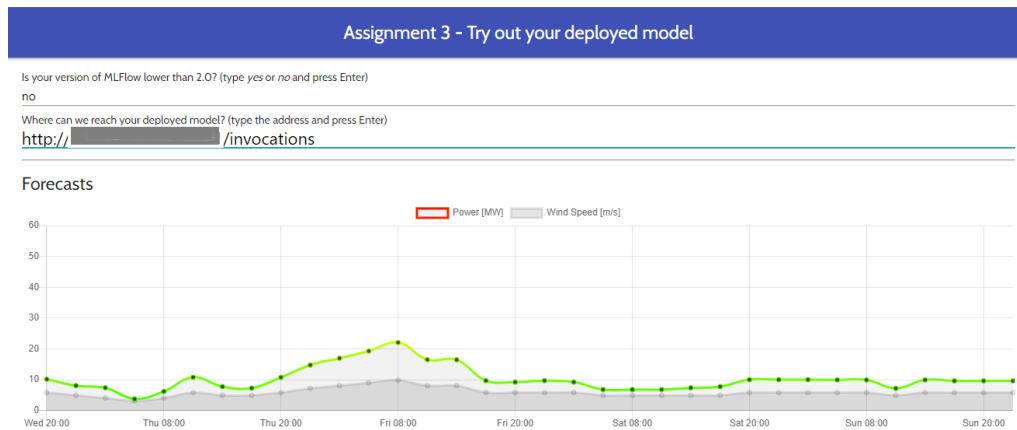 Assignment 3 - Try out your deployed model
Is your version of MLFlow lower than 2.0? (type yes or no and press Enter)
no
Where can we reach your deployed model? (type the address and press Enter)
http:// /invocations
Forecasts
Power [MW] Wind Speed [m/s]
60
50
40
30
20
10
0
Wed 20:00 Thu 08:00 Thu 20:00 Fri 08:00 Fri 20:00 Sat 08:00 Sat 20:00 Sun 08:00 Sun 20:00